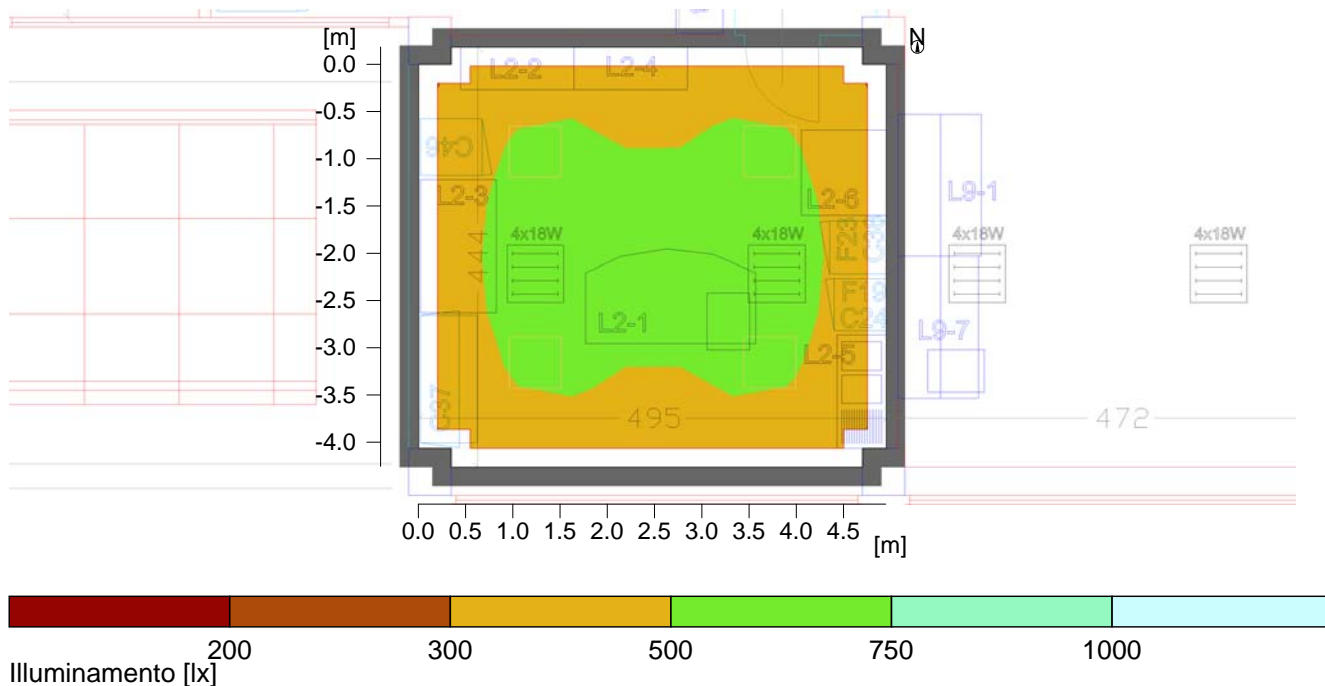 [m]
N
0.0
-0.5
-1.0
-1.5
-2.0
-2.5
-3.0
-3.5
-4.0
L2-2
L2-4
C46
L2-3
L2-6
L9-1
444
4x18W
4x18W
4x18W
4x18W
F23
F19
C24
L2-1
L2-5
L9-7
C37
495
472
0.0 0.5 1.0 1.5 2.0 2.5 3.0 3.5 4.0 4.5
[m]
200 300 500 750 1000
Illuminamento [lx]